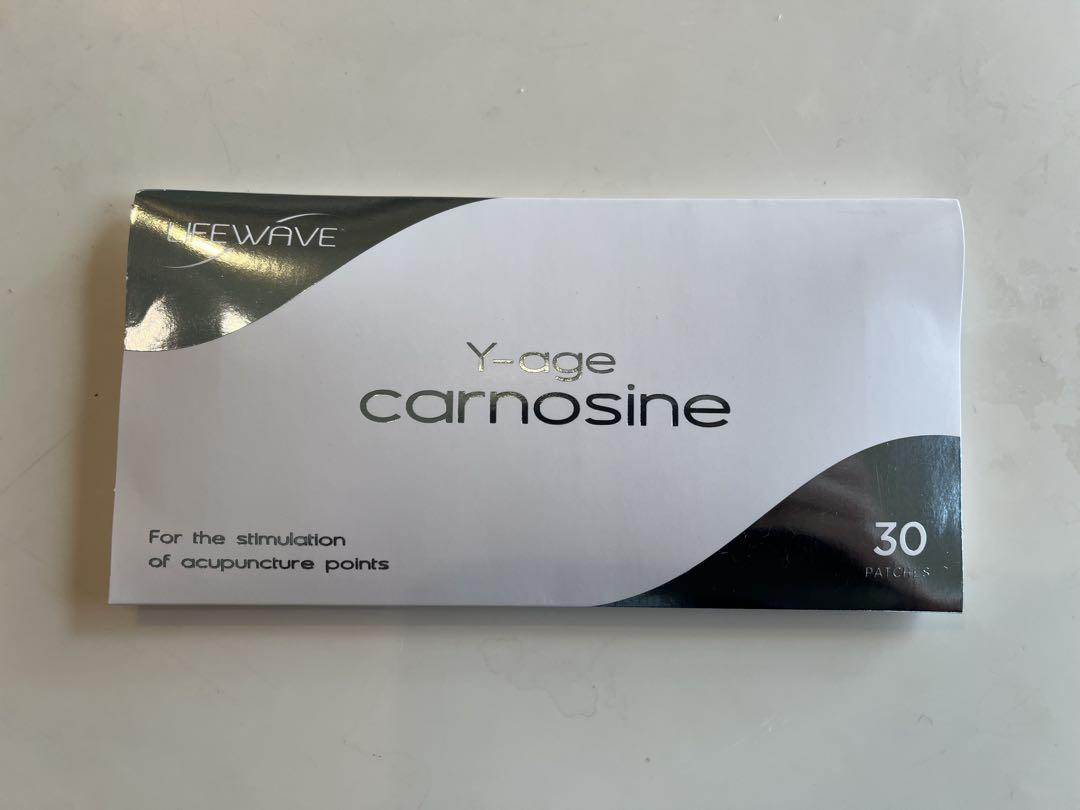 LIFEWAVE
Y-age
carnosine
For the stimulation
of acupuncture points
30
PATCHES